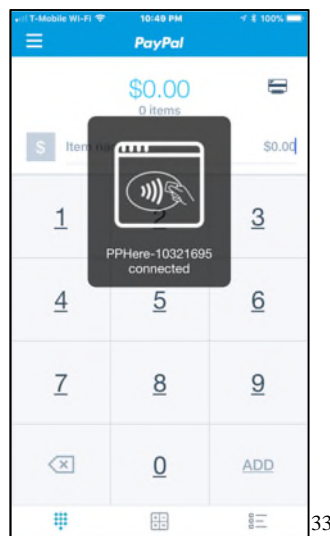 T-Mobile Wi-Fi 10:49 PM 100%
PayPal
$0.00
0 items
$ Item $0.00
1 3
PPHere-10321695
connected
4 5 6
7 8 9
0 ADD
33